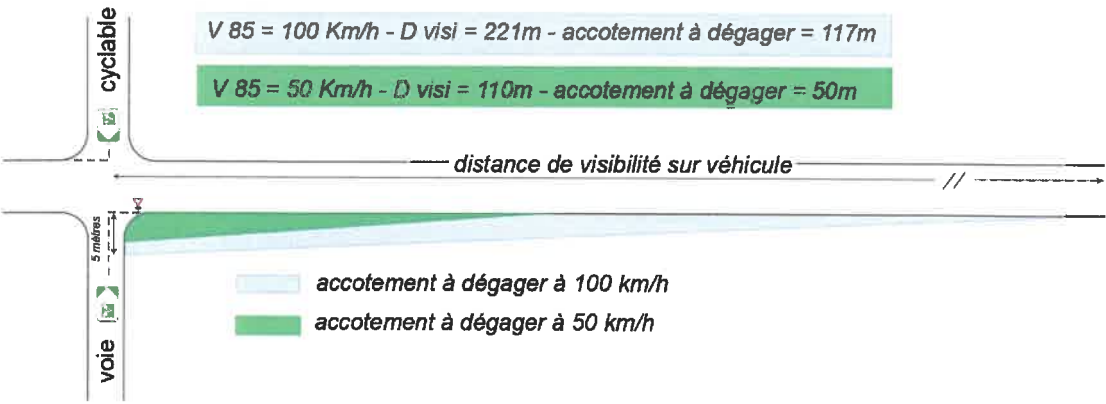 cyclable
V 85 = 100 Km/h - D visi = 221m - accotement à dégager = 117m
V 85 = 50 Km/h - D visi = 110m - accotement à dégager = 50m
distance de visibilité sur véhicule
//
5 mètres
accotement à dégager à 100 km/h
accotement à dégager à 50 km/h
voie